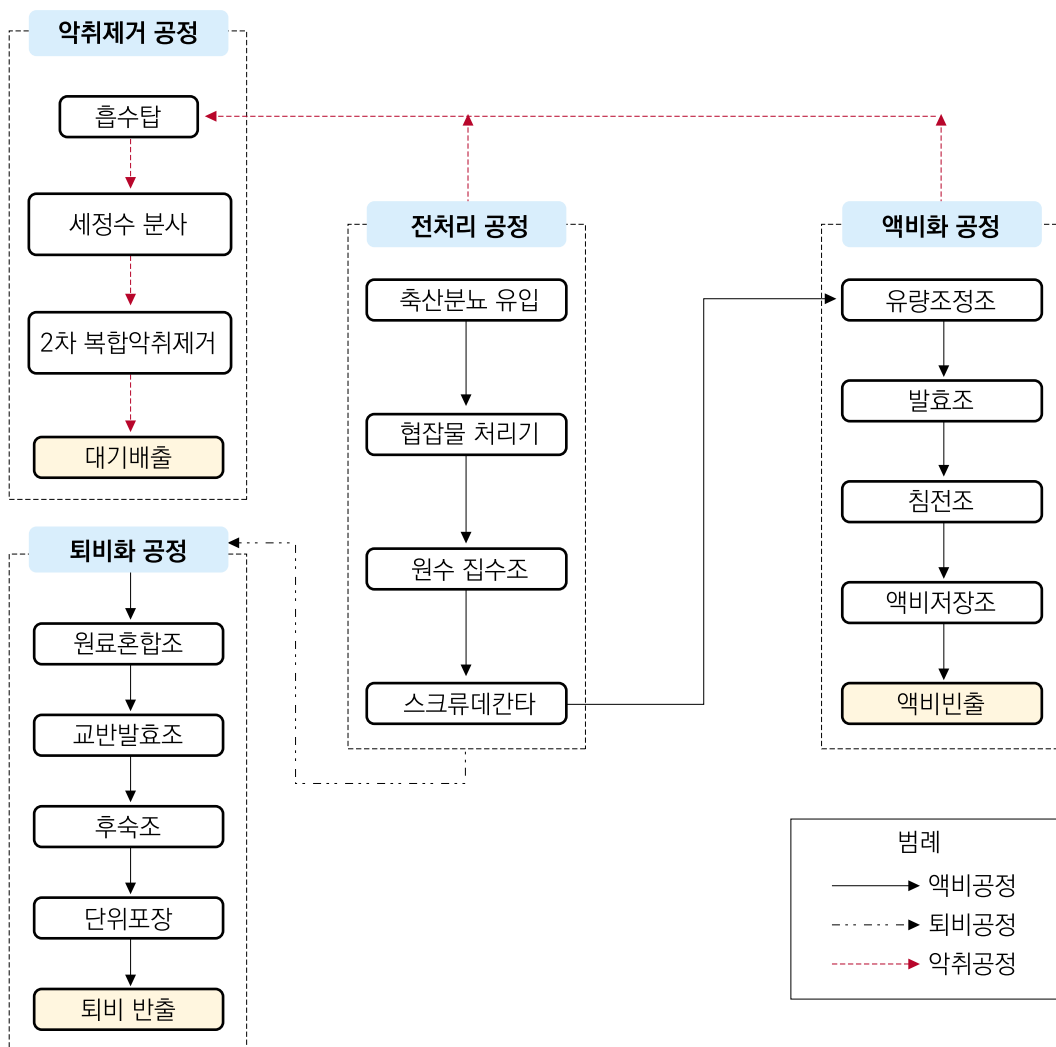 악취제거 공정
흡수탑
세정수 분사
2차 복합악취제거
대기배출
전처리 공정
축산분뇨 유입
협잡물 처리기
원수 집수조
스크류데칸타
액비화 공정
유량조정조
발효조
침전조
액비저장조
액비빈출
퇴비화 공정
원료혼합조
교반발효조
후숙조
단위포장
퇴비 반출
범례
액비공정
퇴비공정
악취공정